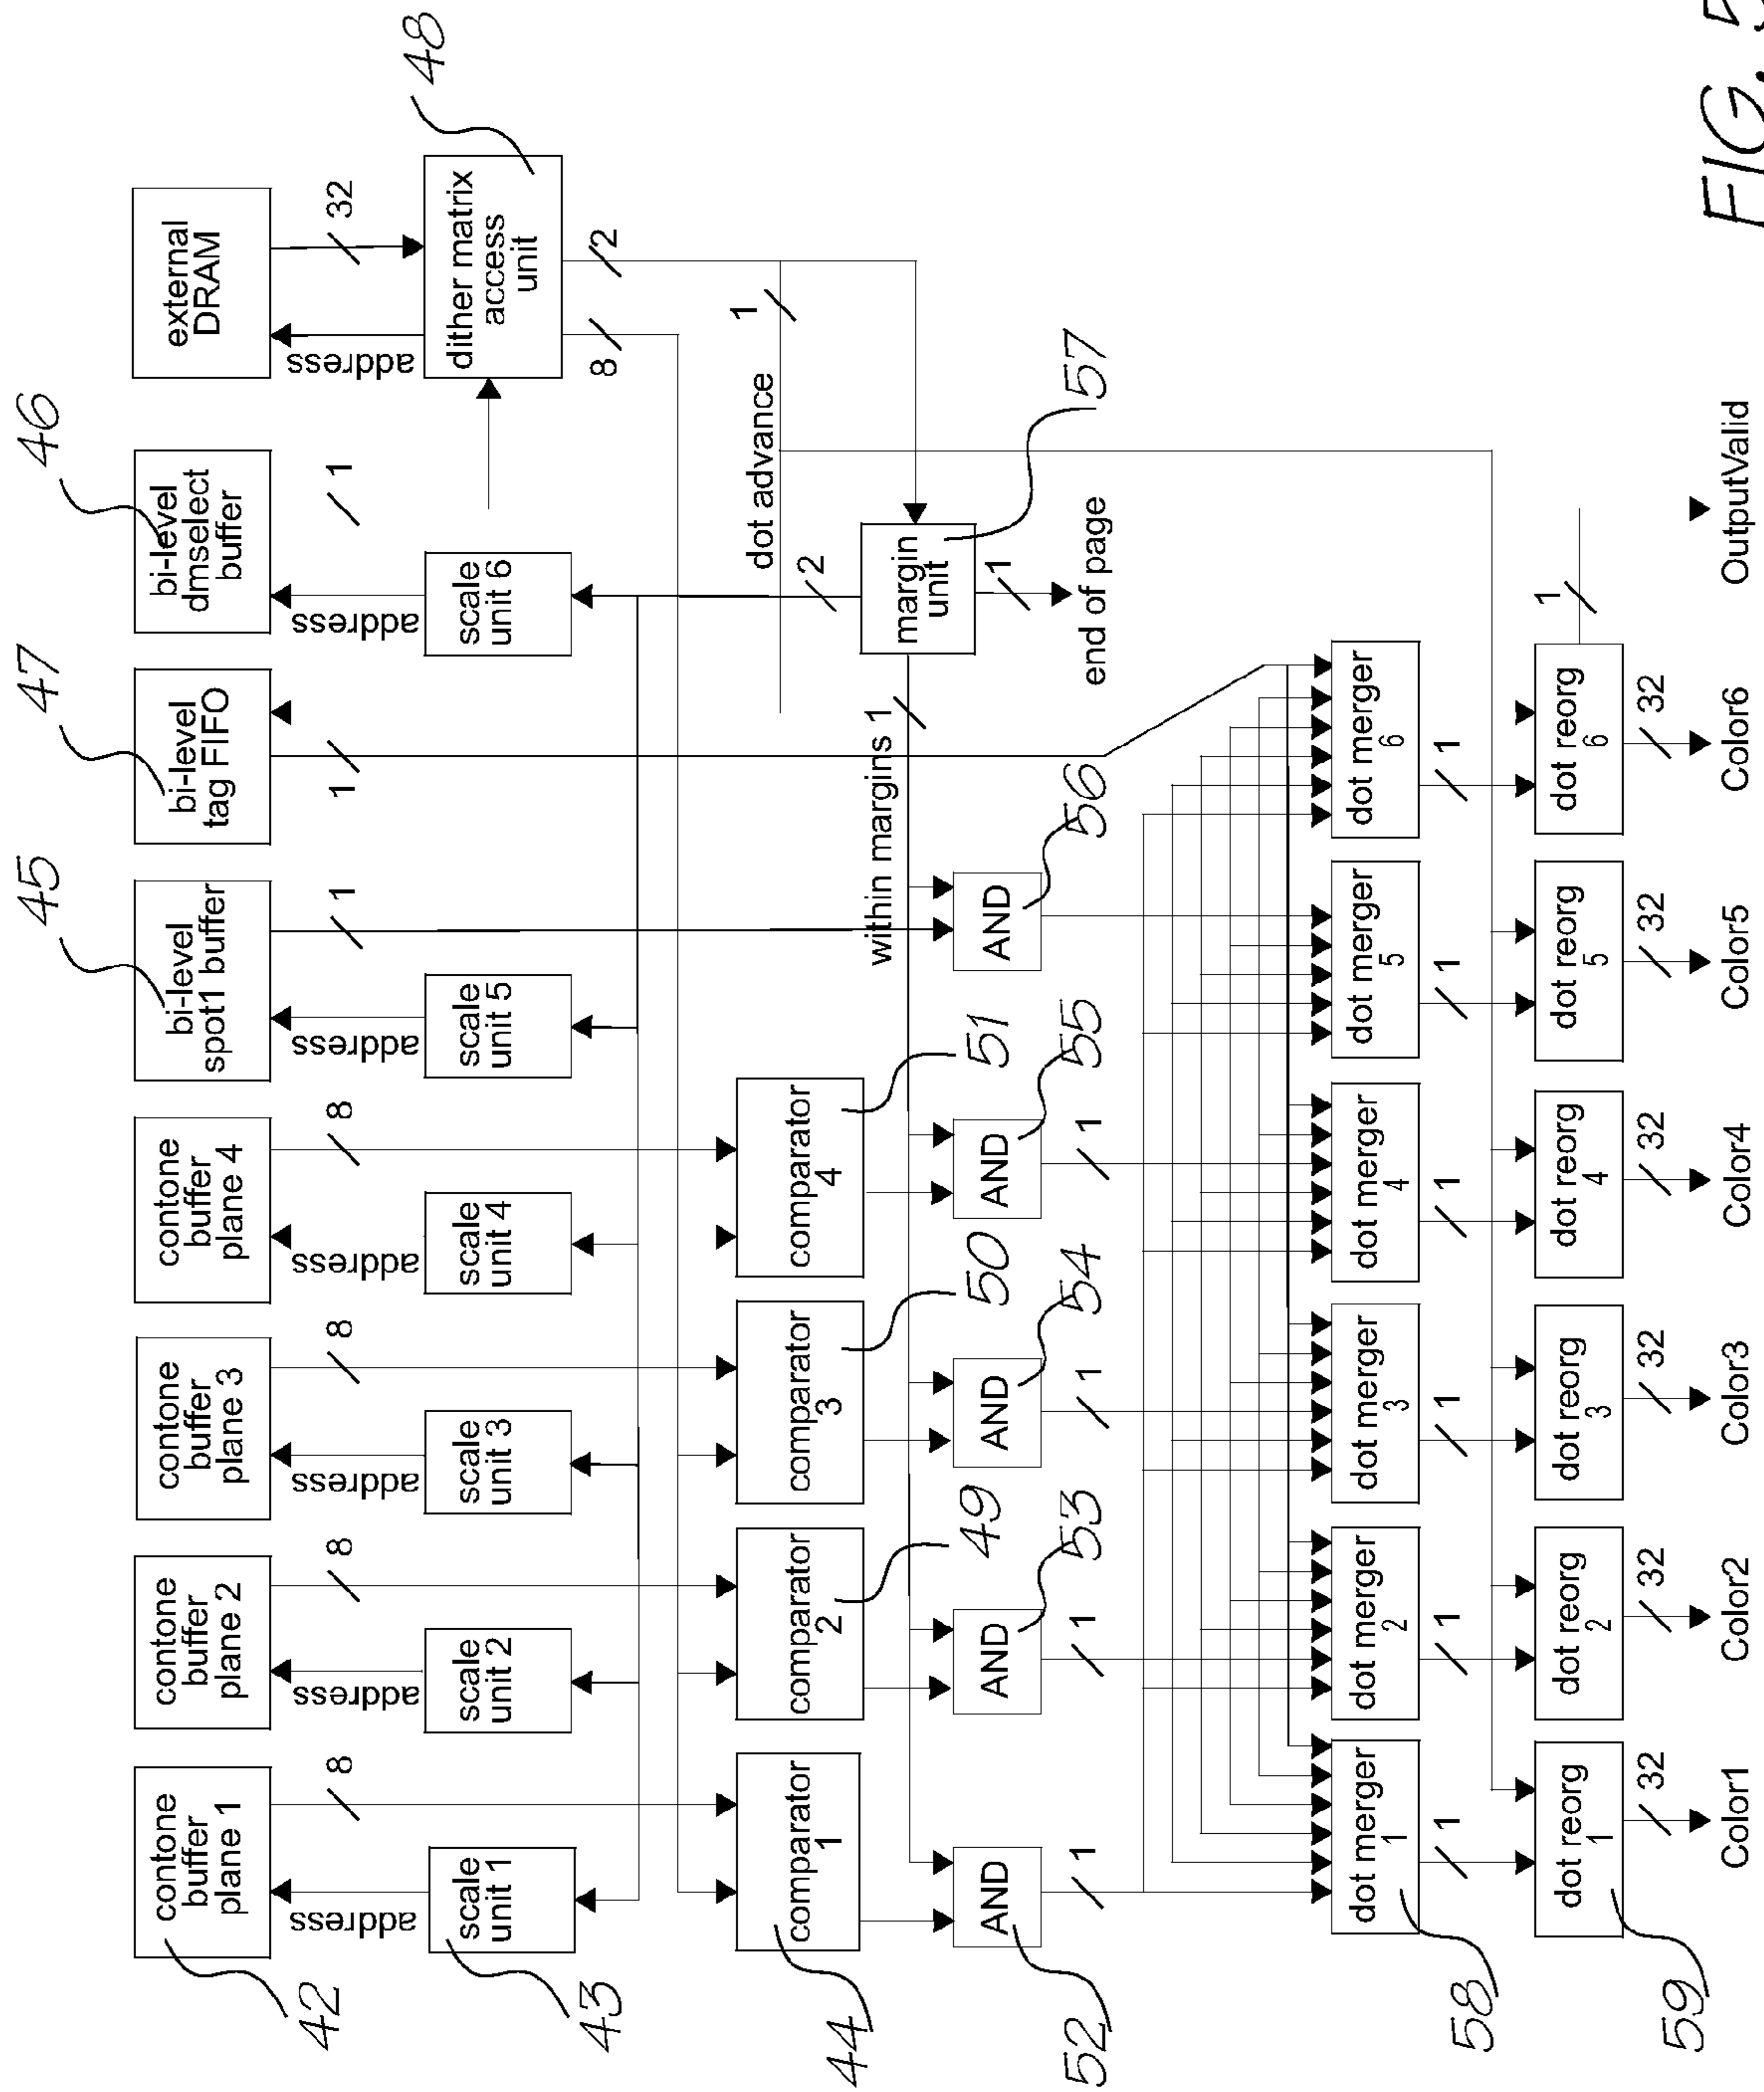 42
contone
buffer
plane 1
contone
buffer
plane 2
contone
buffer
plane 3
contone
buffer
plane 4
45
bi-level
spot1 buffer
47
bi-level
tag FIFO
46
bi-level
dmselect
buffer
external
DRAM
address
8
address
8
address
8
address
8
address
1
1
address
1
address
32
43
scale
unit 1
scale
unit 2
scale
unit 3
scale
unit 4
scale
unit 5
scale
unit 6
dither matrix
access
unit
48
8
2
dot advance
1
44
comparator
1
comparator
2
49
comparator
3
50
comparator
4
51
within margins 1
2
margin
unit
57
1
end of page
52
AND
AND
53
AND
54
AND
55
AND
56
1
1
1
1
58
dot merger
1
dot merger
2
dot merger
3
dot merger
4
dot merger
5
dot merger
6
1
1
1
1
1
1
59
dot reorg
1
dot reorg
2
dot reorg
3
dot reorg
4
dot reorg
5
dot reorg
6
1
32
32
32
32
32
32
Color1
Color2
Color3
Color4
Color5
Color6
OutputValid
FIG. 5